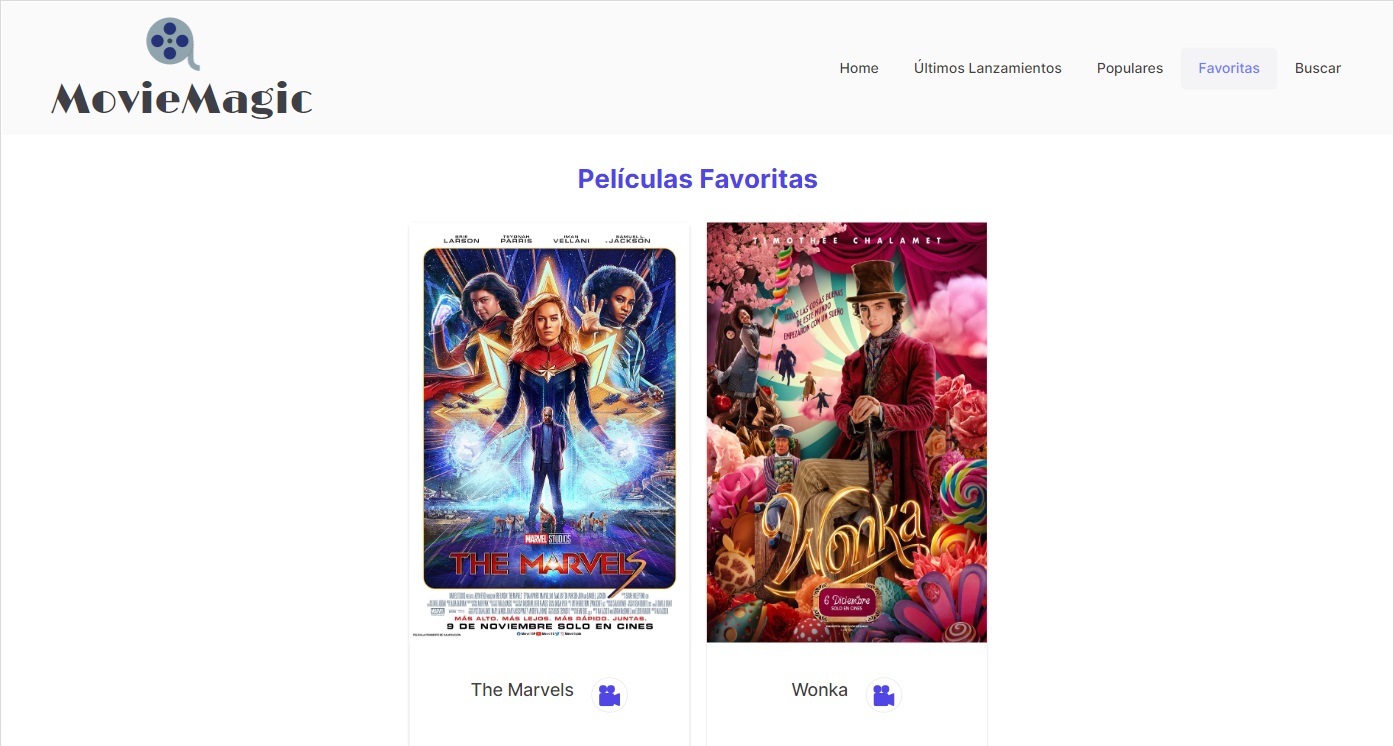 MovieMagic
Home
Últimos Lanzamientos
Populares
Favoritas
Buscar
Películas Favoritas
BRIE LARSON
TEYONAH PARRIS
IMAN VELLANI
SAMUEL L. JACKSON
MARVEL STUDIOS
THE MARVELS
MÁS ALTO. MÁS LEJOS. MÁS RÁPIDO. JUNTAS.
9 DE NOVIEMBRE SOLO EN CINES
TIMOTHÉE CHALAMET
TODAS LAS COSAS BUENAS
DE ESTE MUNDO
EMPEZARON CON UN SUEÑO
Wonka
6 Diciembre
SOLO EN CINES
The Marvels
Wonka